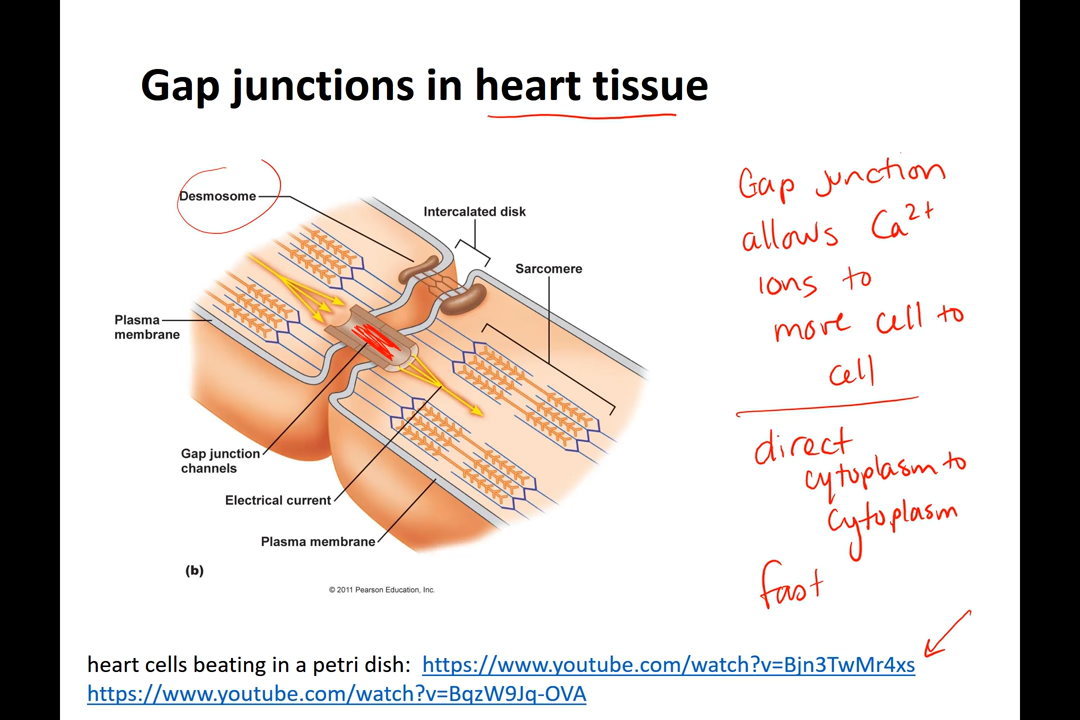 Gap junctions in heart tissue
Desmosome
Intercalated disk
Sarcomere
Plasma
membrane
Gap junction
channels
Electrical current
Plasma membrane
(b)
© 2011 Pearson Education, Inc.
Gap junction
allows Ca2+
ions to
more cell to
cell
direct
cytoplasm to
cytoplasm
fast
heart cells beating in a petri dish: https://www.youtube.com/watch?v=Bjn3TwMr4xs
https://www.youtube.com/watch?v=BqzW9Jq-OVA